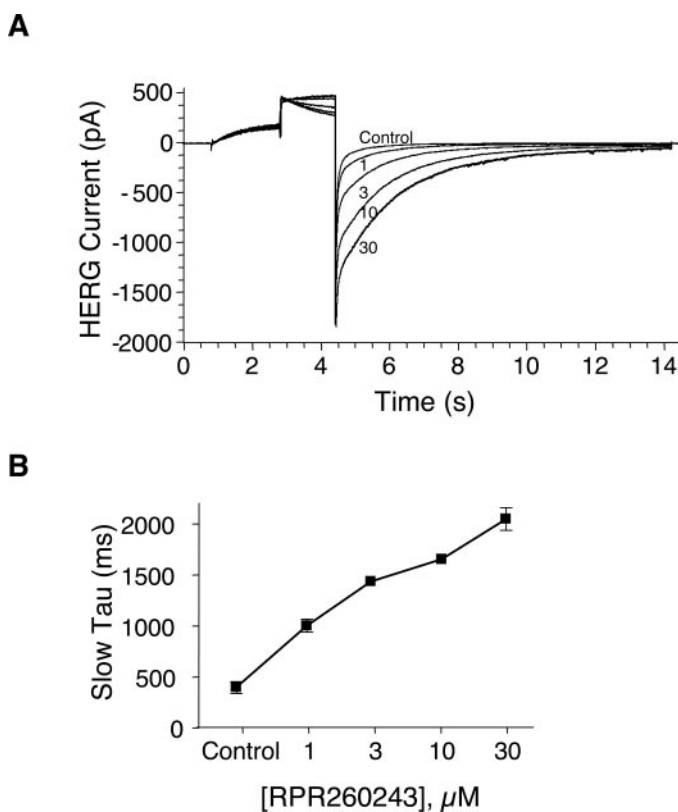 A
HERG Current (pA)
500
0
-500
-1000
-1500
-2000
Control
1
3
10
30
0 2 4 6 8 10 12 14
Time (s)
B
Slow Tau (ms)
2000
1500
1000
500
0
Control 1 3 10 30
[RPR260243], µM